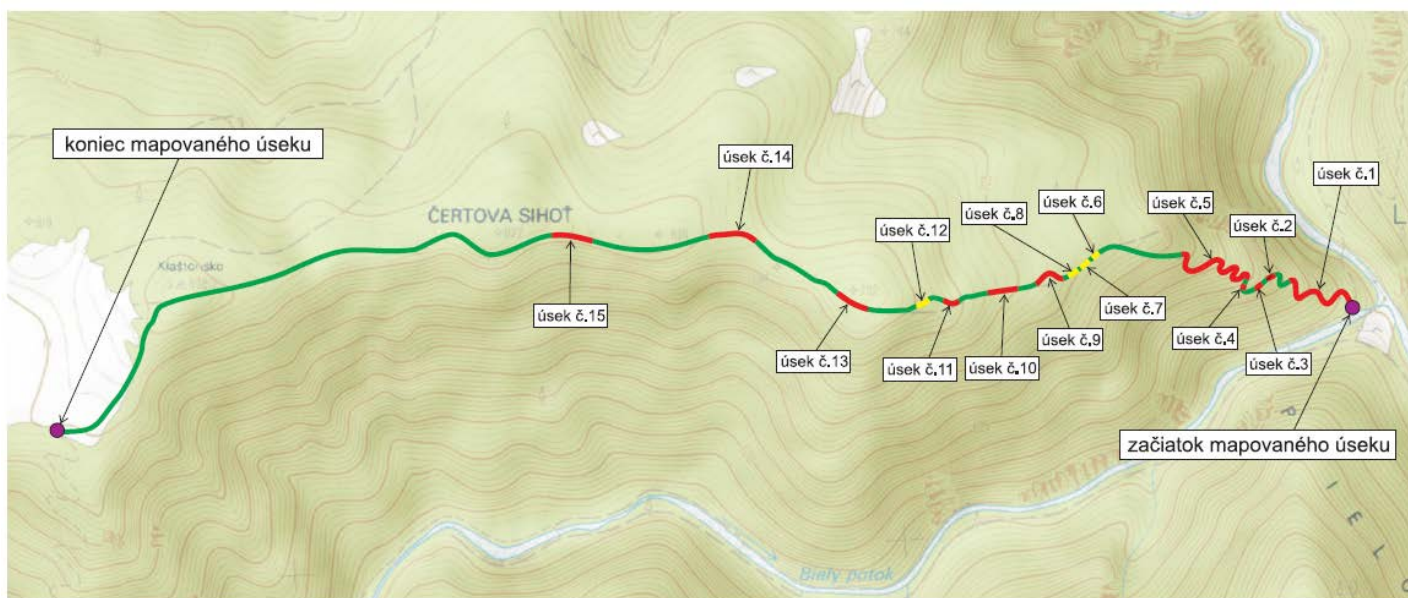 koniec mapovaného úseku
úsek č.14
úsek č.1
úsek č.5
úsek č.2
úsek č.6
úsek č.8
úsek č.12
ČERTOVA SIHOŤ
Kláštorisko
úsek č.15
úsek č.13
úsek č.11
úsek č.10
úsek č.9
úsek č.7
úsek č.4
úsek č.3
začiatok mapovaného úseku
Biely potok
L
P
I
E
L